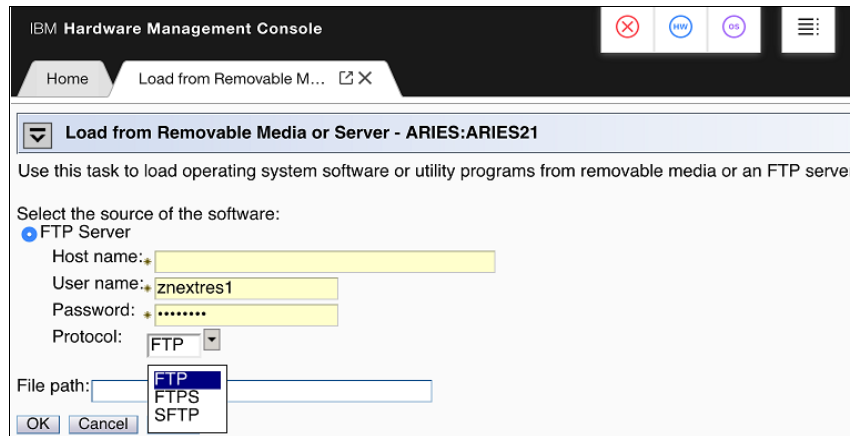 IBM Hardware Management Console
HW
OS
Home
Load from Removable M...
Load from Removable Media or Server - ARIES:ARIES21
Use this task to load operating system software or utility programs from removable media or an FTP serve
Select the source of the software:
FTP Server
Host name:
User name: znextres1
Password: ••••••••
Protocol: FTP
FTP
FTPS
SFTP
File path:
OK Cancel